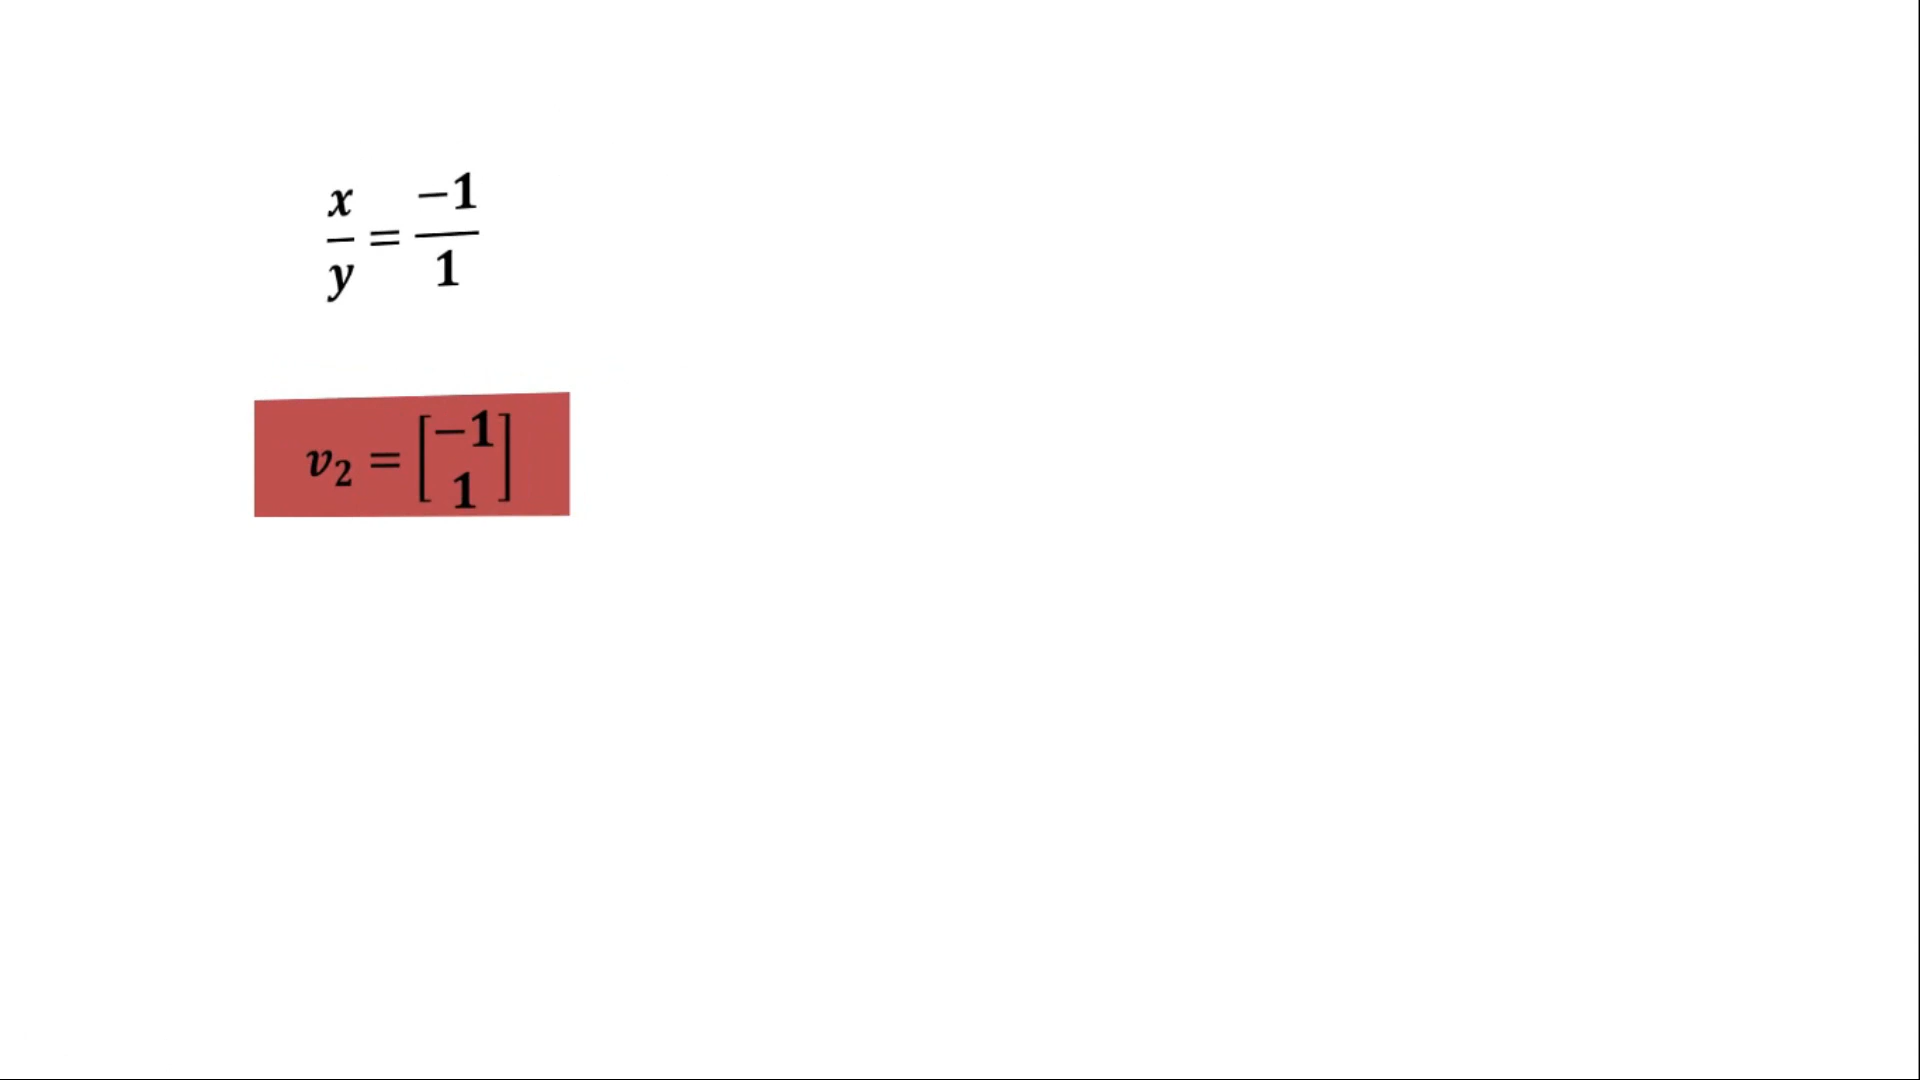 x/y = −1/1
v₂ = [−1
1]